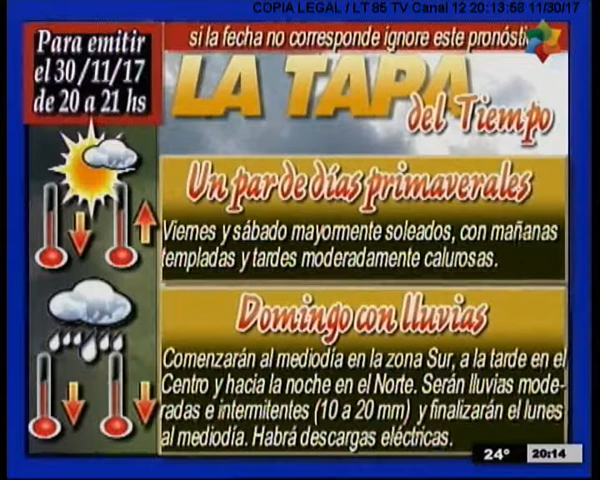 COPIA LEGAL / LT 85 TV Canal 12 20:13:58 11/30/17
Para emitir
el 30/11/17
de 20 a 21 hs
si la fecha no corresponde ignore este
LA TAPA
del Tiempo
Un par de días primaverales
Viernes y sábado mayormente soleados, con mañanas
templadas y tardes moderadamente calurosas.
Domingo con lluvias
Comenzarán al mediodía en la zona Sur, a la tarde en el
Centro y hacia la noche en el Norte. Serán lluvias mode-
radas e intermitentes (10 a 20 mm) y finalizarán el lunes
al mediodía. Habrá descargas eléctricas.
24° 20:14